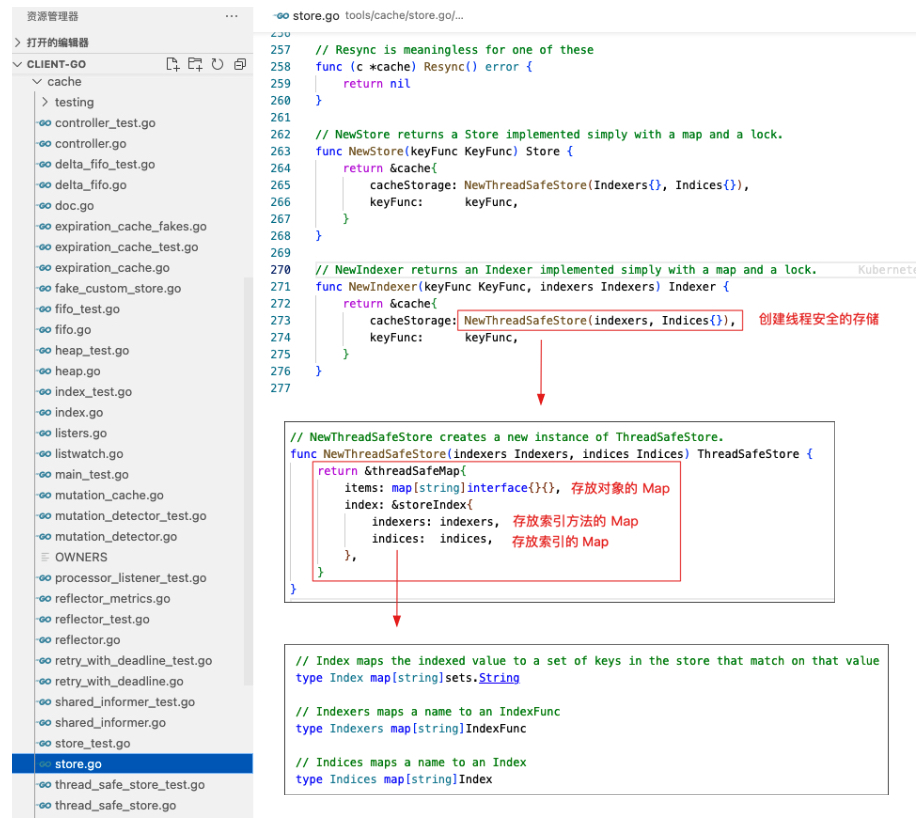 资源管理器
打开的编辑器
CLIENT-GO
cache
testing
controller_test.go
controller.go
delta_fifo_test.go
delta_fifo.go
doc.go
expiration_cache_fakes.go
expiration_cache_test.go
expiration_cache.go
fake_custom_store.go
fifo_test.go
fifo.go
heap_test.go
heap.go
index_test.go
index.go
listers.go
listwatch.go
main_test.go
mutation_cache.go
mutation_detector_test.go
mutation_detector.go
OWNERS
processor_listener_test.go
reflector_metrics.go
reflector_test.go
reflector.go
retry_with_deadline_test.go
retry_with_deadline.go
shared_informer_test.go
shared_informer.go
store_test.go
store.go
thread_safe_store_test.go
thread_safe_store.go
store.go tools/cache/store.go/...
256
257 // Resync is meaningless for one of these
258 func (c *cache) Resync() error {
259 return nil
260 }
261
262 // NewStore returns a Store implemented simply with a map and a lock.
263 func NewStore(keyFunc KeyFunc) Store {
264 return &cache{
265 cacheStorage: NewThreadSafeStore(Indexers{}, Indices{}),
266 keyFunc: keyFunc,
267 }
268 }
269
270 // NewIndexer returns an Indexer implemented simply with a map and a lock. Kubernete
271 func NewIndexer(keyFunc KeyFunc, indexers Indexers) Indexer {
272 return &cache{
273 cacheStorage: NewThreadSafeStore(indexers, Indices{}), 创建线程安全的存储
274 keyFunc: keyFunc,
275 }
276 }
277
// NewThreadSafeStore creates a new instance of ThreadSafeStore.
func NewThreadSafeStore(indexers Indexers, indices Indices) ThreadSafeStore {
return &threadSafeMap{
items: map[string]interface{}{}, 存放对象的 Map
index: &storeIndex{
indexers: indexers, 存放索引方法的 Map
indices: indices, 存放索引的 Map
},
}
}
// Index maps the indexed value to a set of keys in the store that match on that value
type Index map[string]sets.String
// Indexers maps a name to an IndexFunc
type Indexers map[string]IndexFunc
// Indices maps a name to an Index
type Indices map[string]Index